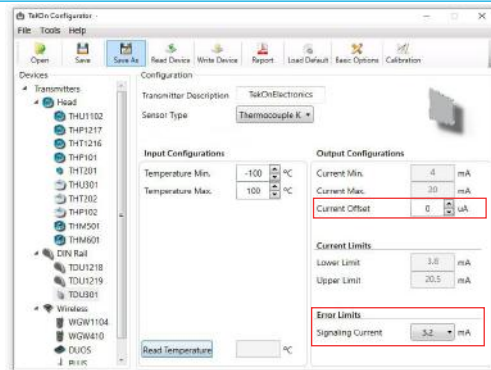 TekOn Configurator
File Tools Help
Open Save Save As Read Device Write Device Report Load Default Basic Options Calibration
Devices
Configuration
Transmitters
Head
THU1102
THP1217
THT1216
THP101
THT201
THU301
THT202
THP102
THM501
THM601
DIN Rail
TDU1218
TDU1219
TDU301
Wireless
WGW1104
WGW410
DUOS
PLUS
Transmitter Description TekOnElectronics
Sensor Type Thermocouple K
Input Configurations
Temperature Min. -100 ºC
Temperature Max. 100 ºC
Read Temperature ºC
Output Configurations
Current Min. 4 mA
Current Max. 20 mA
Current Offset 0 uA
Current Limits
Lower Limit 3.8 mA
Upper Limit 20.5 mA
Error Limits
Signaling Current 3.2 mA